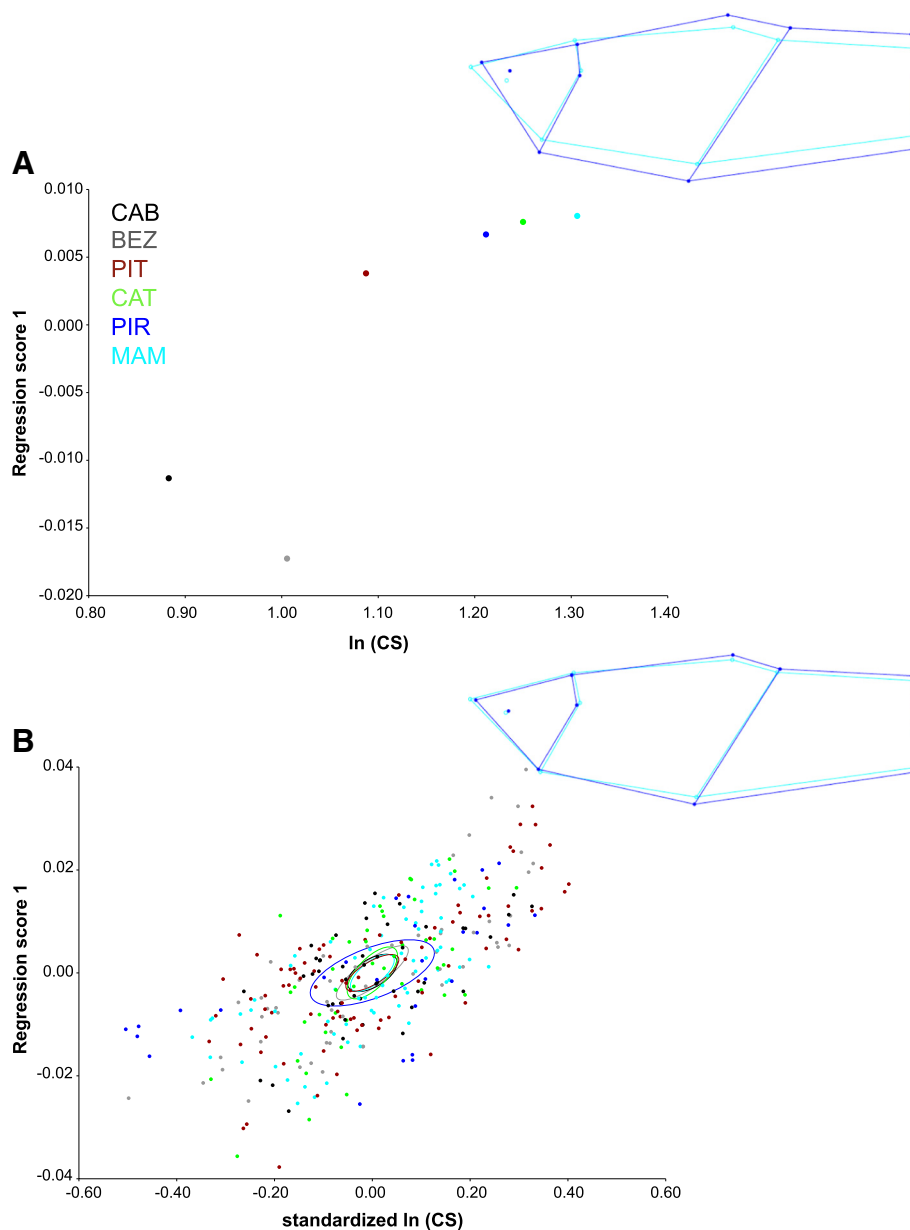 A
0.010
0.005
0.000
-0.005
-0.010
-0.015
-0.020
Regression score 1
CAB
BEZ
PIT
CAT
PIR
MAM
0.80 0.90 1.00 1.10 1.20 1.30 1.40
ln (CS)
B
0.04
0.02
0.00
-0.02
-0.04
Regression score 1
-0.60 -0.40 -0.20 0.00 0.20 0.40 0.60
standardized ln (CS)